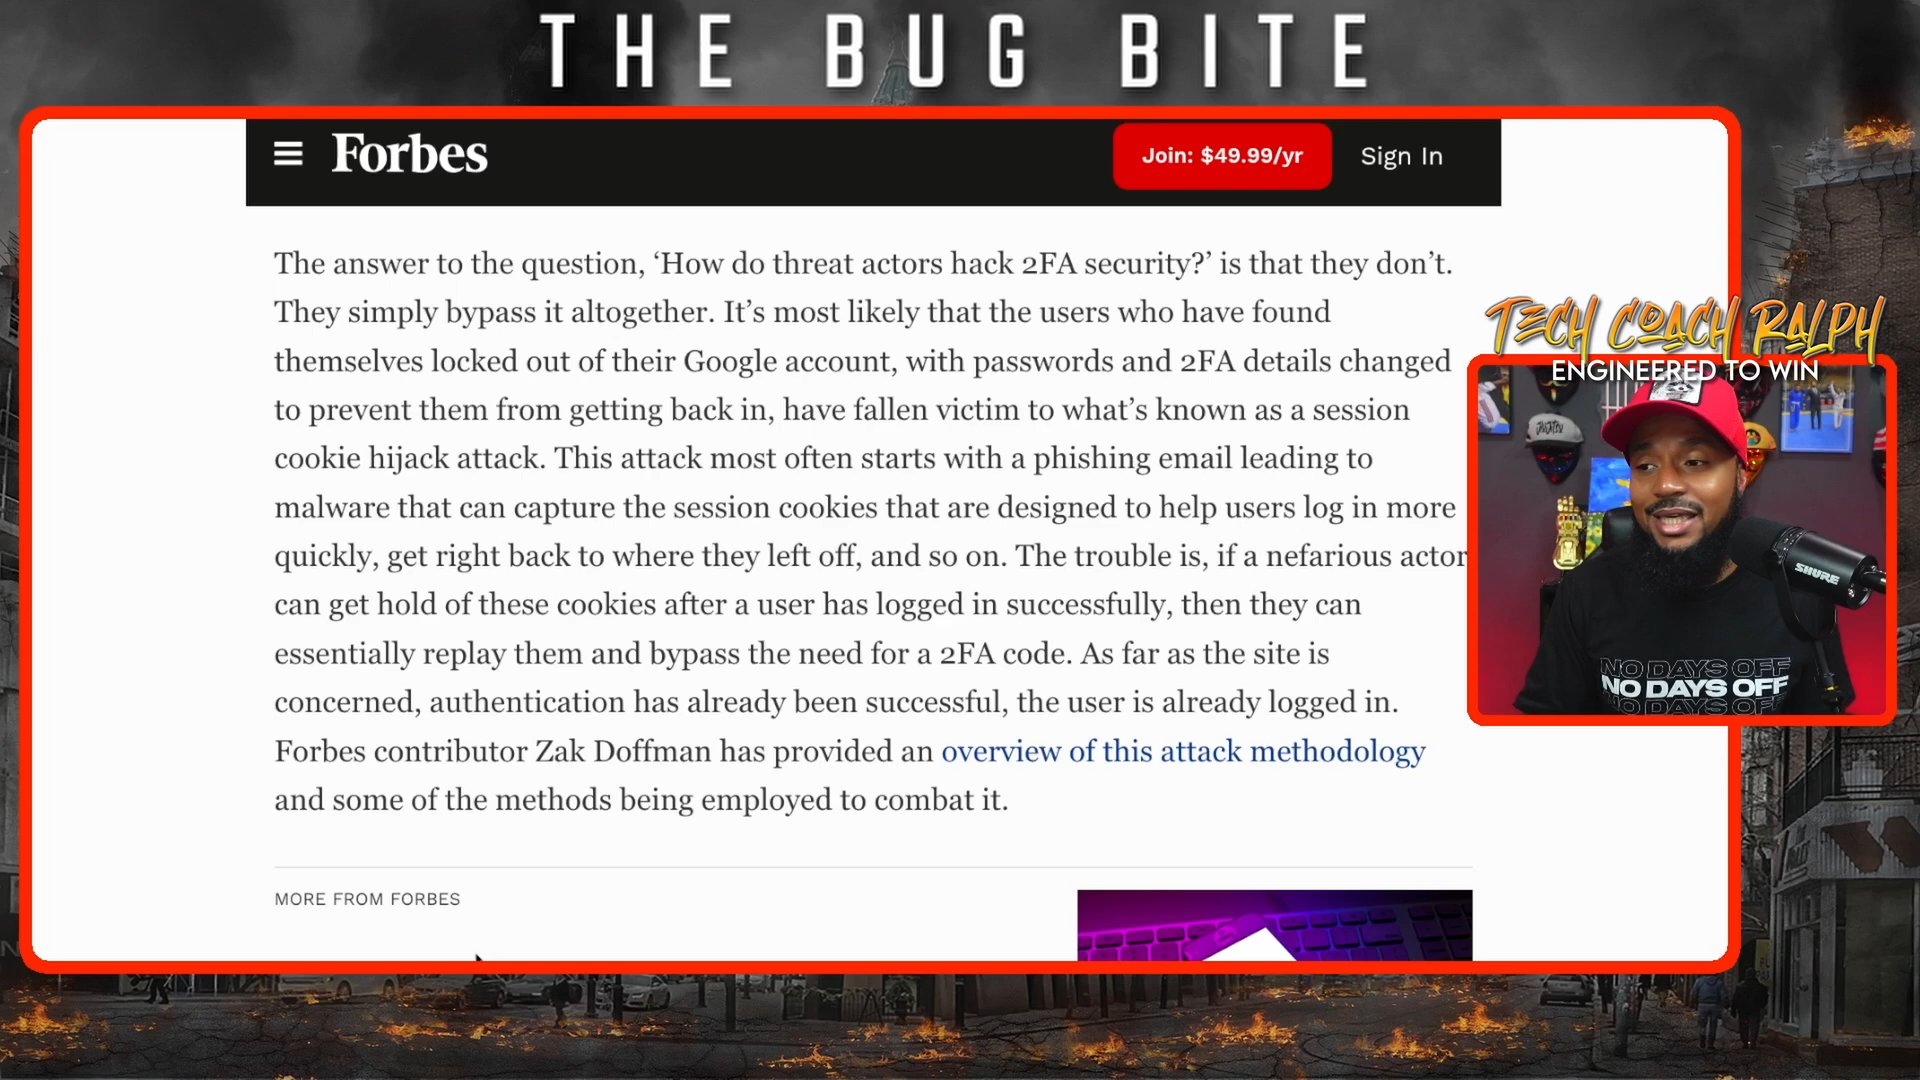 THE BUG BITE
Forbes
Join: $49.99/yr
Sign In
The answer to the question, ‘How do threat actors hack 2FA security?’ is that they don’t.
They simply bypass it altogether. It’s most likely that the users who have found
themselves locked out of their Google account, with passwords and 2FA details changed
to prevent them from getting back in, have fallen victim to what’s known as a session
cookie hijack attack. This attack most often starts with a phishing email leading to
malware that can capture the session cookies that are designed to help users log in more
quickly, get right back to where they left off, and so on. The trouble is, if a nefarious actor
can get hold of these cookies after a user has logged in successfully, then they can
essentially replay them and bypass the need for a 2FA code. As far as the site is
concerned, authentication has already been successful, the user is already logged in.
Forbes contributor Zak Doffman has provided an overview of this attack methodology
and some of the methods being employed to combat it.
MORE FROM FORBES
TECH COACH RALPH
ENGINEERED TO WIN
SHURE
NO DAYS OFF
NO DAYS OFF
NO DAYS OFF